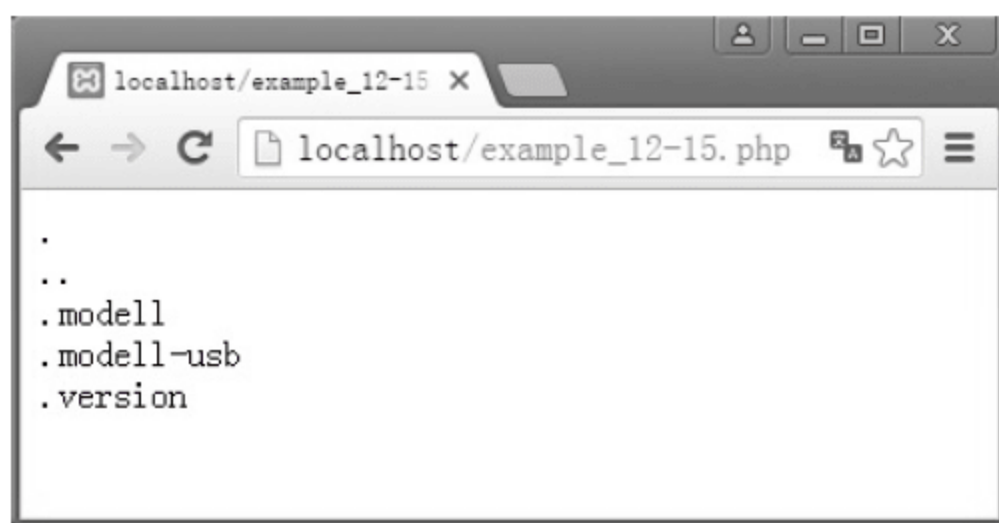 localhost/example_12-15
localhost/example_12-15.php
.
..
.modell
.modell-usb
.version